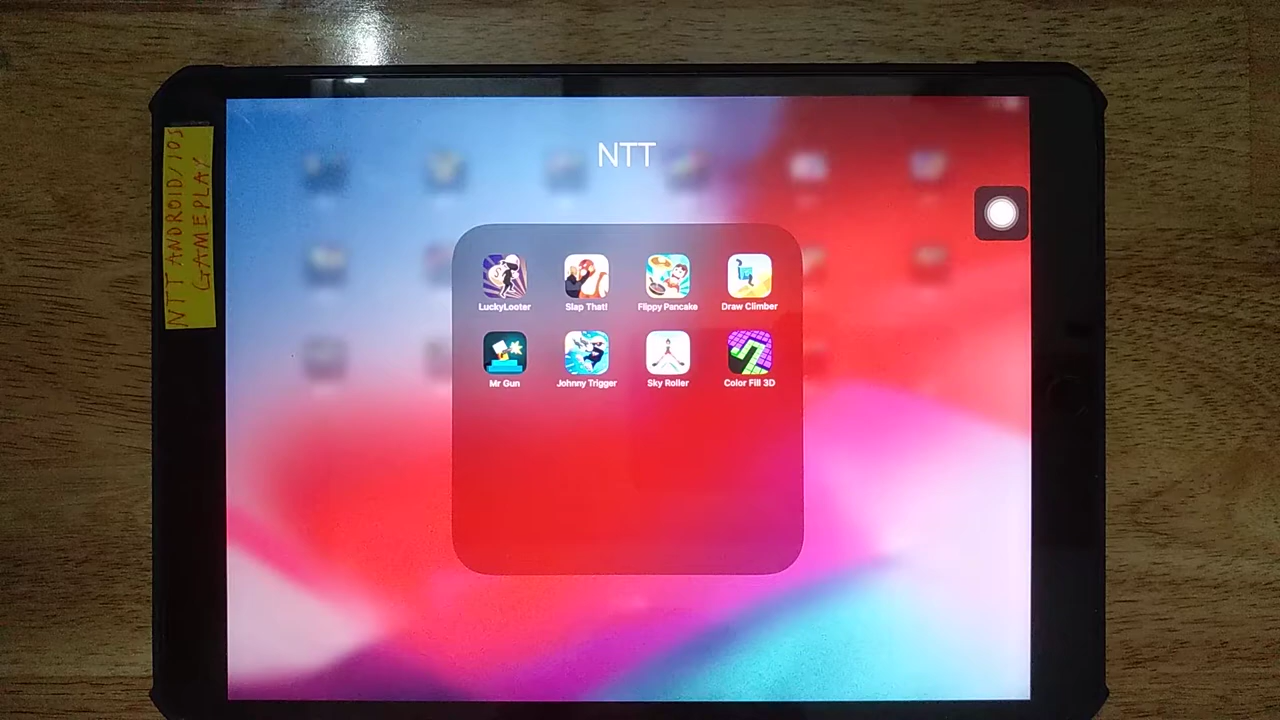 NTT ANDROID/IOS
GAMEPLAY
NTT
LuckyLooter
Slap That!
Flippy Pancake
Draw Climber
Mr Gun
Johnny Trigger
Sky Roller
Color Fill 3D